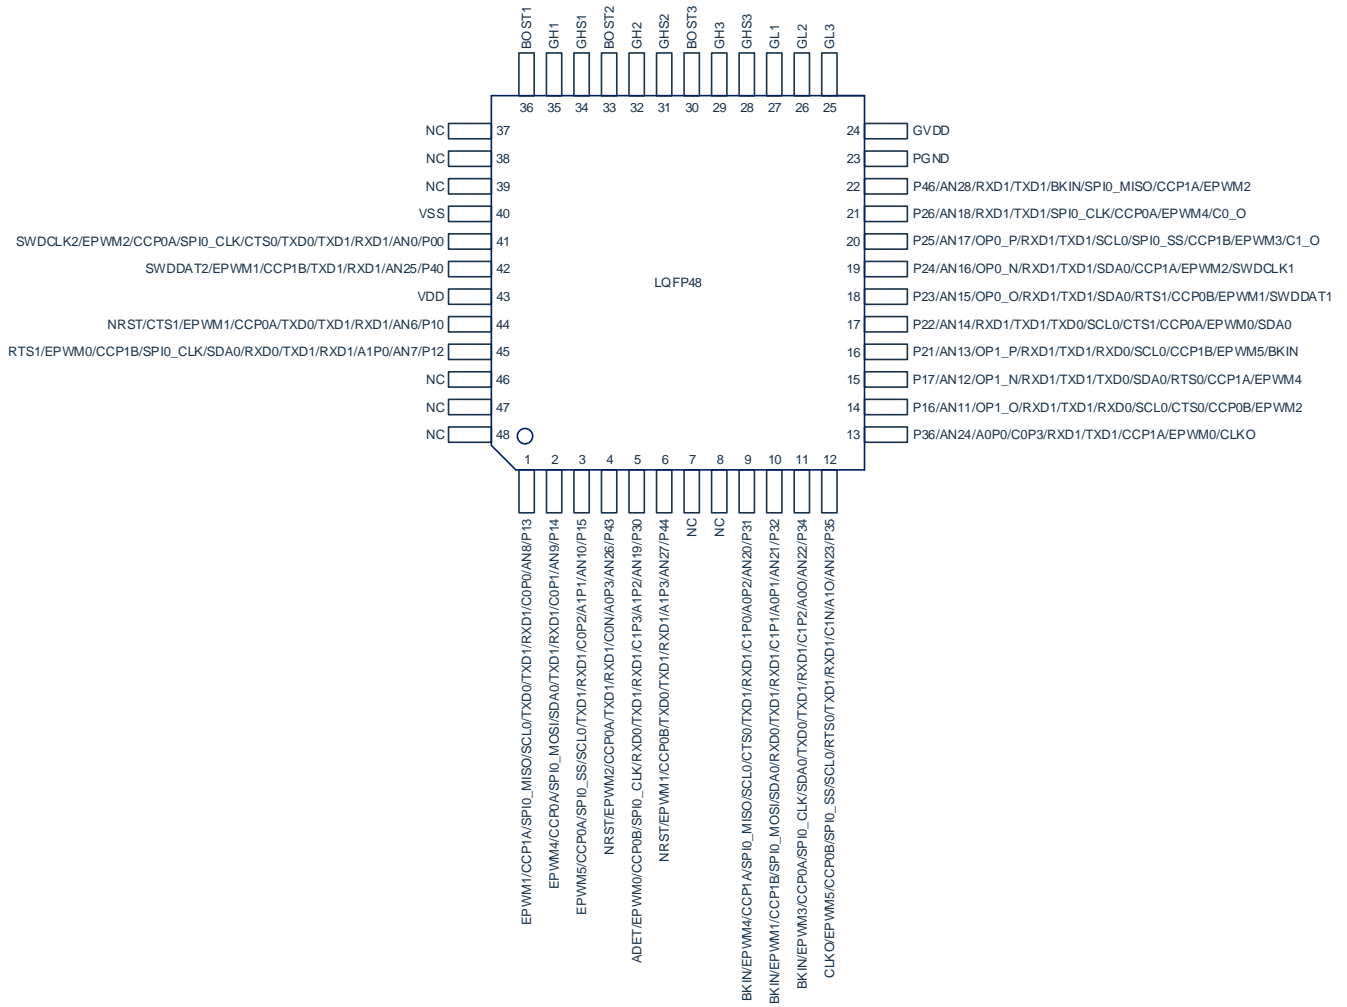 BOST1
GH1
GHS1
BOST2
GH2
GHS2
BOST3
GH3
GHS3
GL1
GL2
GL3
36 35 34 33 32 31 30 29 28 27 26 25
NC 37
NC 38
NC 39
VSS 40
SWDCLK2/EPWM2/CCP0A/SPI0_CLK/CTS0/TXD0/TXD1/RXD1/AN0/P00 41
SWDDAT2/EPWM1/CCP1B/TXD1/RXD1/AN25/P40 42
VDD 43
NRST/CTS1/EPWM1/CCP0A/TXD0/TXD1/RXD1/AN6/P10 44
RTS1/EPWM0/CCP1B/SPI0_CLK/SDA0/RXD0/TXD1/RXD1/A1P0/AN7/P12 45
NC 46
NC 47
NC 48
LQFP48
24 GVDD
23 PGND
22 P46/AN28/RXD1/TXD1/BKIN/SPI0_MISO/CCP1A/EPWM2
21 P26/AN18/RXD1/TXD1/SPI0_CLK/CCP0A/EPWM4/C0_O
20 P25/AN17/OP0_P/RXD1/TXD1/SCL0/SPI0_SS/CCP1B/EPWM3/C1_O
19 P24/AN16/OP0_N/RXD1/TXD1/SDA0/CCP1A/EPWM2/SWDCLK1
18 P23/AN15/OP0_O/RXD1/TXD1/SDA0/RTS1/CCP0B/EPWM1/SWDDAT1
17 P22/AN14/RXD1/TXD1/TXD0/SCL0/CTS1/CCP0A/EPWM0/SDA0
16 P21/AN13/OP1_P/RXD1/TXD1/RXD0/SCL0/CCP1B/EPWM5/BKIN
15 P17/AN12/OP1_N/RXD1/TXD1/TXD0/SDA0/RTS0/CCP1A/EPWM4
14 P16/AN11/OP1_O/RXD1/TXD1/RXD0/SCL0/CTS0/CCP0B/EPWM2
13 P36/AN24/A0P0/C0P3/RXD1/TXD1/CCP1A/EPWM0/CLKO
1 2 3 4 5 6 7 8 9 10 11 12
EPWM1/CCP1A/SPI0_MISO/SCL0/TXD0/TXD1/RXD1/C0P0/AN8/P13
EPWM4/CCP0A/SPI0_MOSI/SDA0/TXD1/RXD1/C0P1/AN9/P14
EPWM5/CCP0A/SPI0_SS/SCL0/TXD1/RXD1/C0P2/A1P1/AN10/P15
NRST/EPWM2/CCP0A/TXD1/RXD1/C0N/A0P3/AN26/P43
ADET/EPWM0/CCP0B/SPI0_CLK/RXD0/TXD1/RXD1/C1P3/A1P2/AN19/P30
NRST/EPWM1/CCP0B/TXD0/TXD1/RXD1/A1P3/AN27/P44
NC
NC
BKIN/EPWM4/CCP1A/SPI0_MISO/SCL0/CTS0/TXD1/RXD1/C1P0/A0P2/AN20/P31
BKIN/EPWM1/CCP1B/SPI0_MOSI/SDA0/RXD0/TXD1/RXD1/C1P1/A0P1/AN21/P32
BKIN/EPWM3/CCP0A/SPI0_CLK/SDA0/TXD0/TXD1/RXD1/C1P2/A0O/AN22/P34
CLKO/EPWM5/CCP0B/SPI0_SS/SCL0/RTS0/TXD1/RXD1/C1N/A1O/AN23/P35